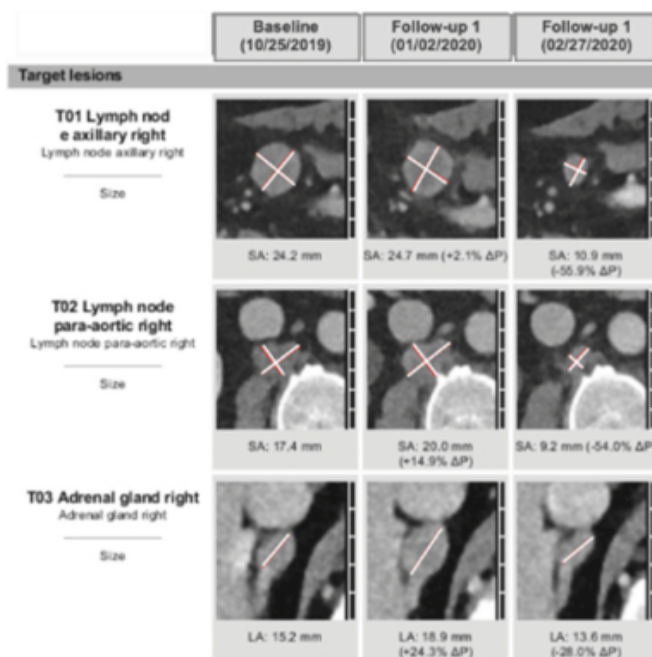 Baseline
(10/25/2019)
Follow-up 1
(01/02/2020)
Follow-up 1
(02/27/2020)
Target lesions
T01 Lymph nod
e axillary right
Lymph node axillary right
Size
SA: 24.2 mm
SA: 24.7 mm (+2.1% ΔP)
SA: 10.9 mm
(-55.9% ΔP)
T02 Lymph node
para-aortic right
Lymph node para-aortic right
Size
SA: 17.4 mm
SA: 20.0 mm
(+14.9% ΔP)
SA: 9.2 mm (-54.0% ΔP
T03 Adrenal gland right
Adrenal gland right
Size
LA: 15.2 mm
LA: 18.9 mm
(+24.3% ΔP)
LA: 13.6 mm
(-28.0% ΔP)